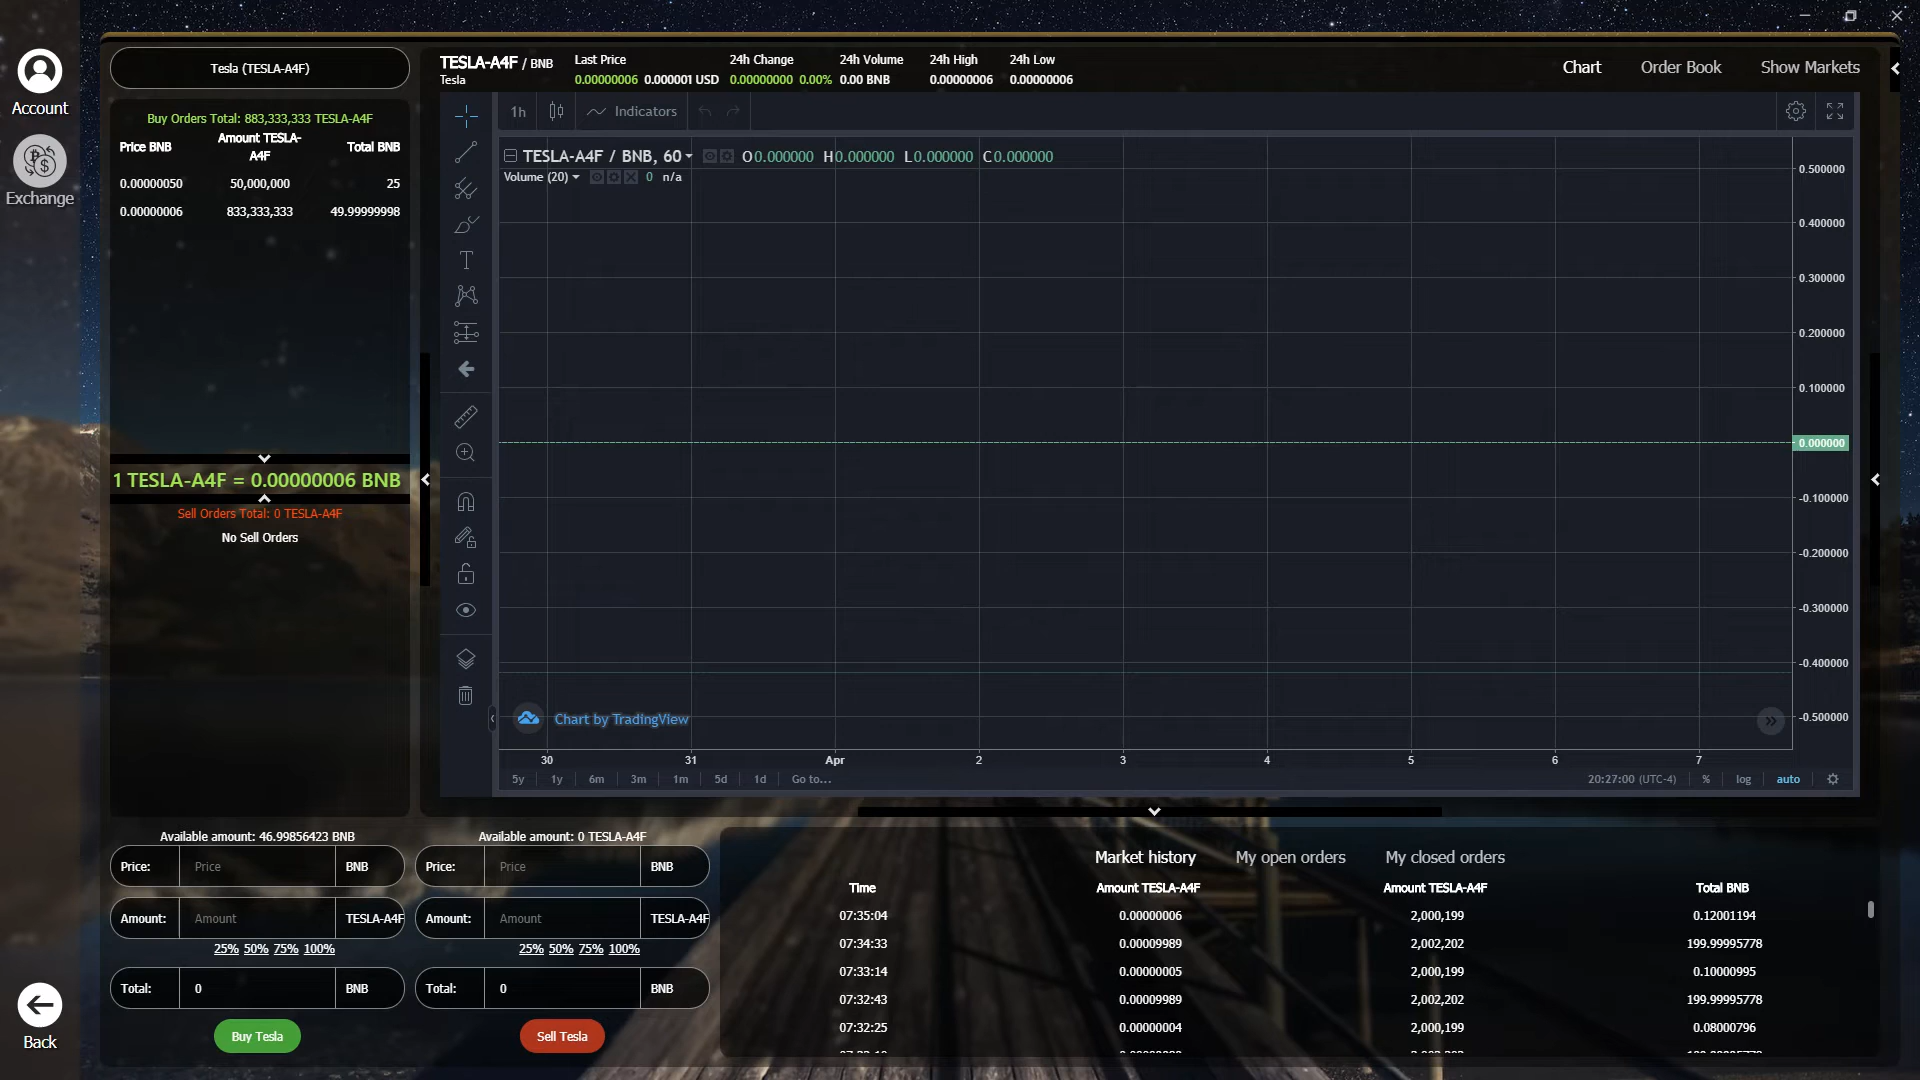 Account
Exchange
Back
Tesla (TESLA-A4F)
Buy Orders Total: 883,333,333 TESLA-A4F
Price BNB Amount TESLA-A4F Total BNB
0.00000050 50,000,000 25
0.00000006 833,333,333 49.99999998
1 TESLA-A4F = 0.00000006 BNB
Sell Orders Total: 0 TESLA-A4F
No Sell Orders
TESLA-A4F / BNB
Tesla
Last Price
0.00000006 0.000001 USD
24h Change
0.00000000 0.00%
24h Volume
0.00 BNB
24h High
0.00000006
24h Low
0.00000006
Chart Order Book Show Markets
1h Indicators
TESLA-A4F / BNB, 60 O0.000000 H0.000000 L0.000000 C0.000000
Volume (20) 0 n/a
0.500000
0.400000
0.300000
0.200000
0.100000
0.000000
-0.100000
-0.200000
-0.300000
-0.400000
-0.500000
Chart by TradingView
30 31 Apr 2 3 4 5 6 7
5y 1y 6m 3m 1m 5d 1d Go to... 20:27:00 (UTC-4) % log auto
Available amount: 46.99856423 BNB
Price: Price BNB
Amount: Amount TESLA-A4F
25% 50% 75% 100%
Total: 0 BNB
Buy Tesla
Available amount: 0 TESLA-A4F
Price: Price BNB
Amount: Amount TESLA-A4F
25% 50% 75% 100%
Total: 0 BNB
Sell Tesla
Market history My open orders My closed orders
Time Amount TESLA-A4F Amount TESLA-A4F Total BNB
07:35:04 0.00000006 2,000,199 0.12001194
07:34:33 0.00009989 2,002,202 199.99995778
07:33:14 0.00000005 2,000,199 0.10000995
07:32:43 0.00009989 2,002,202 199.99995778
07:32:25 0.00000004 2,000,199 0.08000796